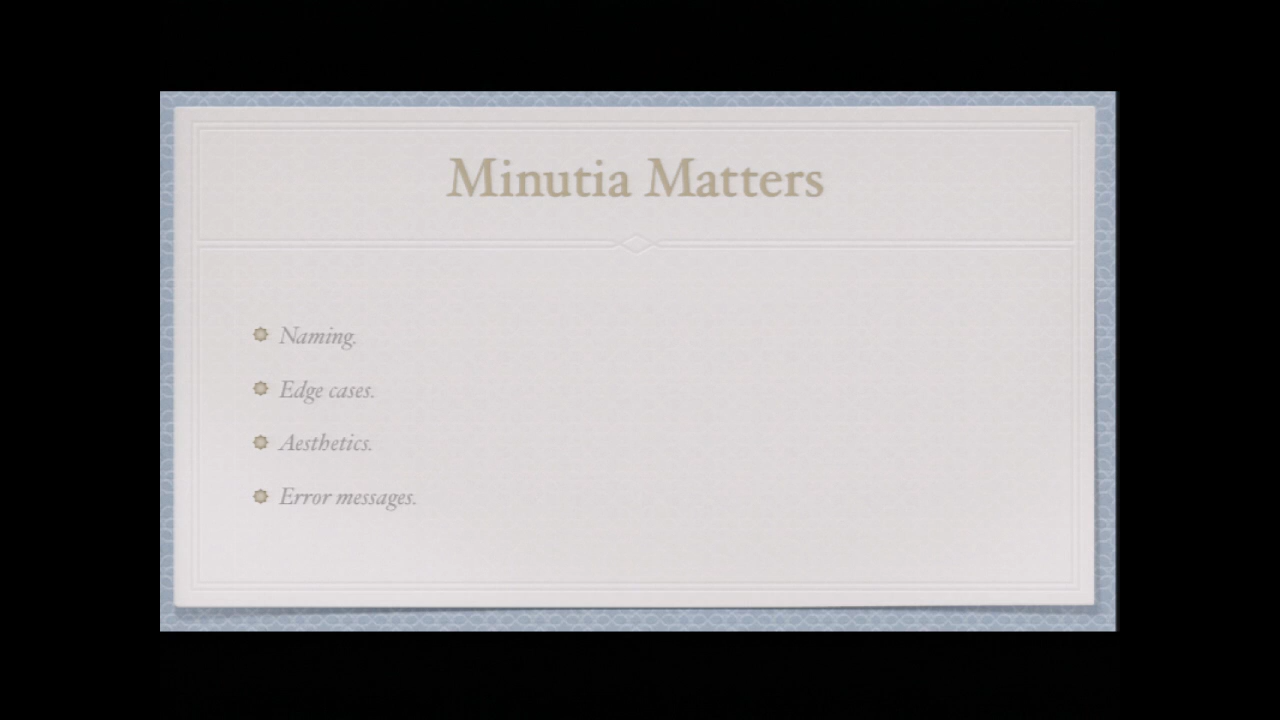 Minutia Matters
Naming.
Edge cases.
Aesthetics.
Error messages.